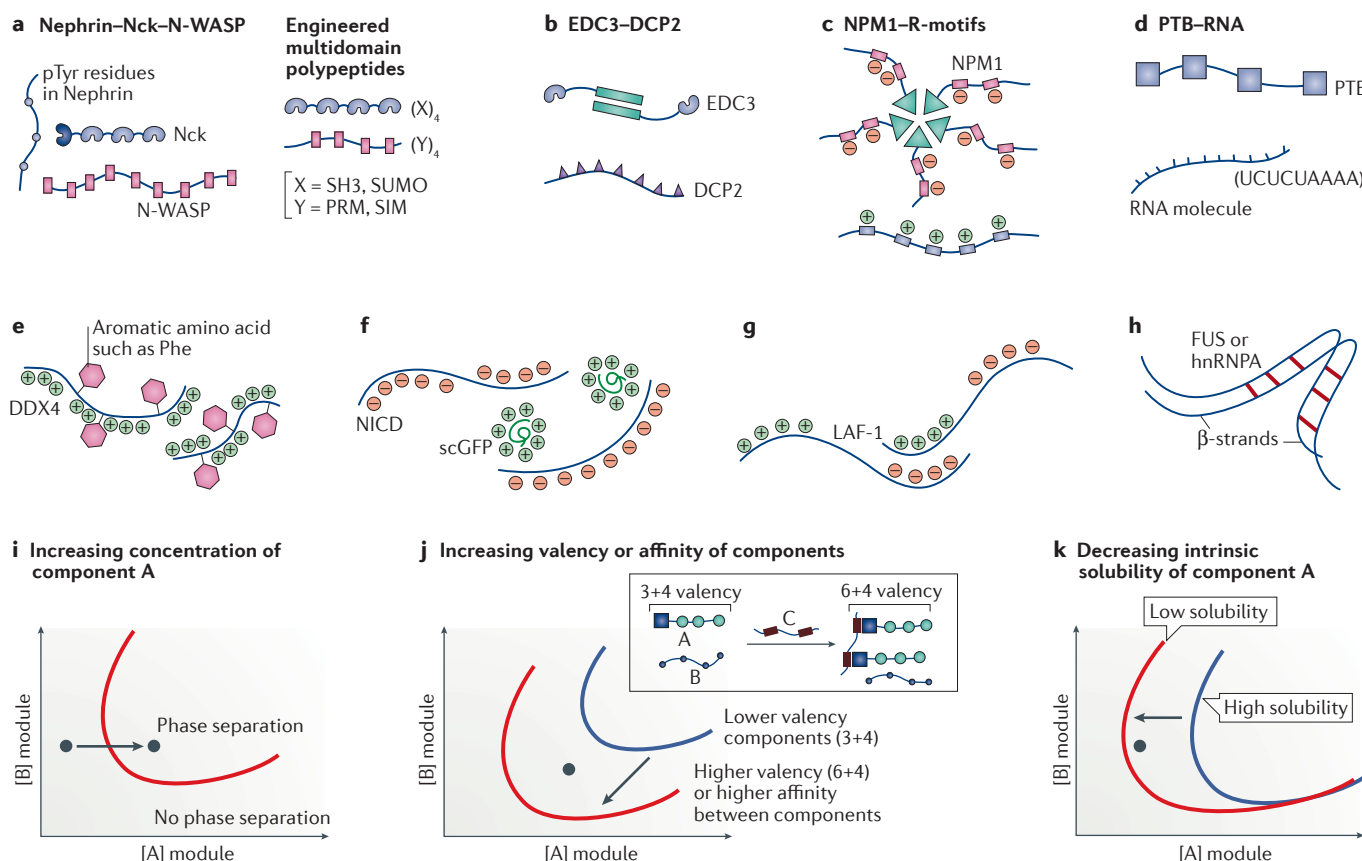 a Nephrin–Nck–N-WASP
pTyr residues
in Nephrin
Nck
N-WASP
Engineered
multidomain
polypeptides
(X)4
(Y)4
X = SH3, SUMO
Y = PRM, SIM
b EDC3–DCP2
EDC3
DCP2
c NPM1–R-motifs
NPM1
− − − − − − − − − −
+ + + + +
d PTB–RNA
PTB
(UCUCUAAAA)
RNA molecule
e
Aromatic amino acid
such as Phe
DDX4
f
NICD
scGFP
g
LAF-1
h
FUS or
hnRNPA
β-strands
i Increasing concentration of
component A
[B] module
Phase separation
No phase separation
[A] module
j Increasing valency or affinity of components
3+4 valency
A
B
C
6+4 valency
[B] module
Lower valency
components (3+4)
Higher valency (6+4)
or higher affinity
between components
[A] module
k Decreasing intrinsic
solubility of component A
Low solubility
High solubility
[B] module
[A] module